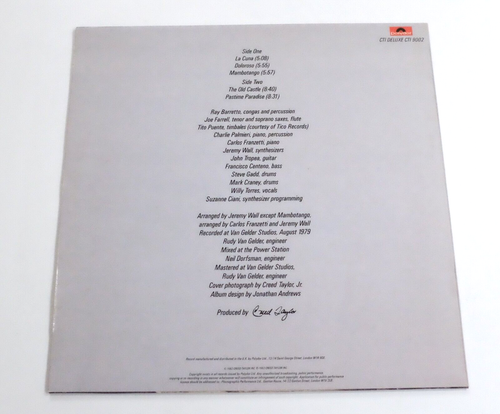 polydor
CTI DELUXE CTI 9002
Side One
La Cuna (5.08)
Doloroso (5.55)
Mambotango (5.57)
Side Two
The Old Castle (8.40)
Pastime Paradise (8.31)
Ray Barretto, congas and percussion
Joe Farrell, tenor and soprano saxes, flute
Tito Puente, timbales (courtesy of Tico Records)
Charlie Palmieri, piano, percussion
Carlos Franzetti, piano
Jeremy Wall, synthesizers
John Tropea, guitar
Francisco Centeno, bass
Steve Gadd, drums
Mark Craney, drums
Willy Torres, vocals
Suzanne Ciani, synthesizer programming
Arranged by Jeremy Wall except Mambotango,
arranged by Carlos Franzetti and Jeremy Wall
Recorded at Van Gelder Studios, August 1979
Rudy Van Gelder, engineer
Mixed at the Power Station
Neil Dorfsman, engineer
Mastered at Van Gelder Studios,
Rudy Van Gelder, engineer
Cover photograph by Creed Taylor, Jr.
Album design by Jonathan Andrews
Produced by Creed Taylor